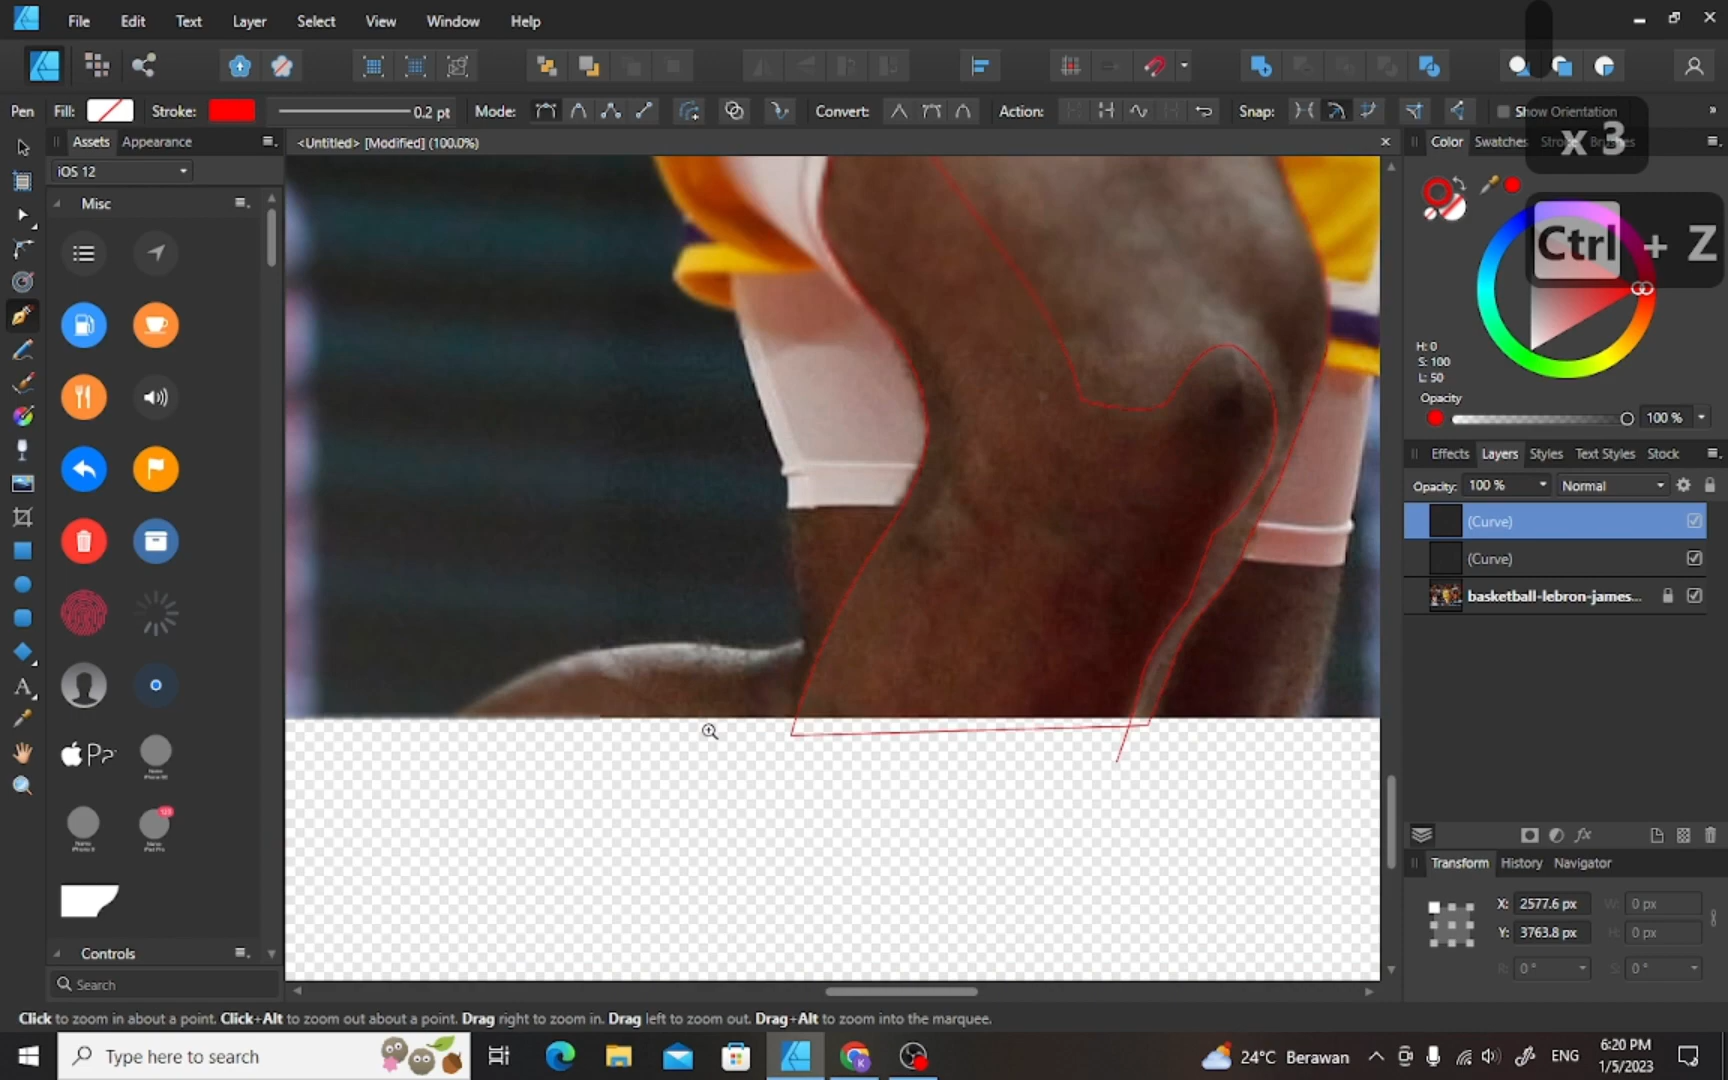 File Edit Text Layer Select View Window Help
Pen Fill: Stroke: 0.2 pt Mode: Convert: Action: Snap: Show Orientation »
x 3
Ctrl + Z
Assets Appearance
<Untitled> [Modified] (100.0%)
Color Swatches
iOS 12
Misc
H: 0
S: 100
L: 50
Opacity
100 %
Effects Layers Styles Text Styles Stock
Opacity: 100 % Normal
(Curve)
(Curve)
basketball-lebron-james...
Transform History Navigator
X: 2577.6 px W: 0 px
Y: 3763.8 px H: 0 px
R: 0 ° S: 0 °
Controls
Search
Click to zoom in about a point. Click+Alt to zoom out about a point. Drag right to zoom in. Drag left to zoom out. Drag+Alt to zoom into the marquee.
Type here to search
24°C Berawan
ENG
6:20 PM
1/5/2023